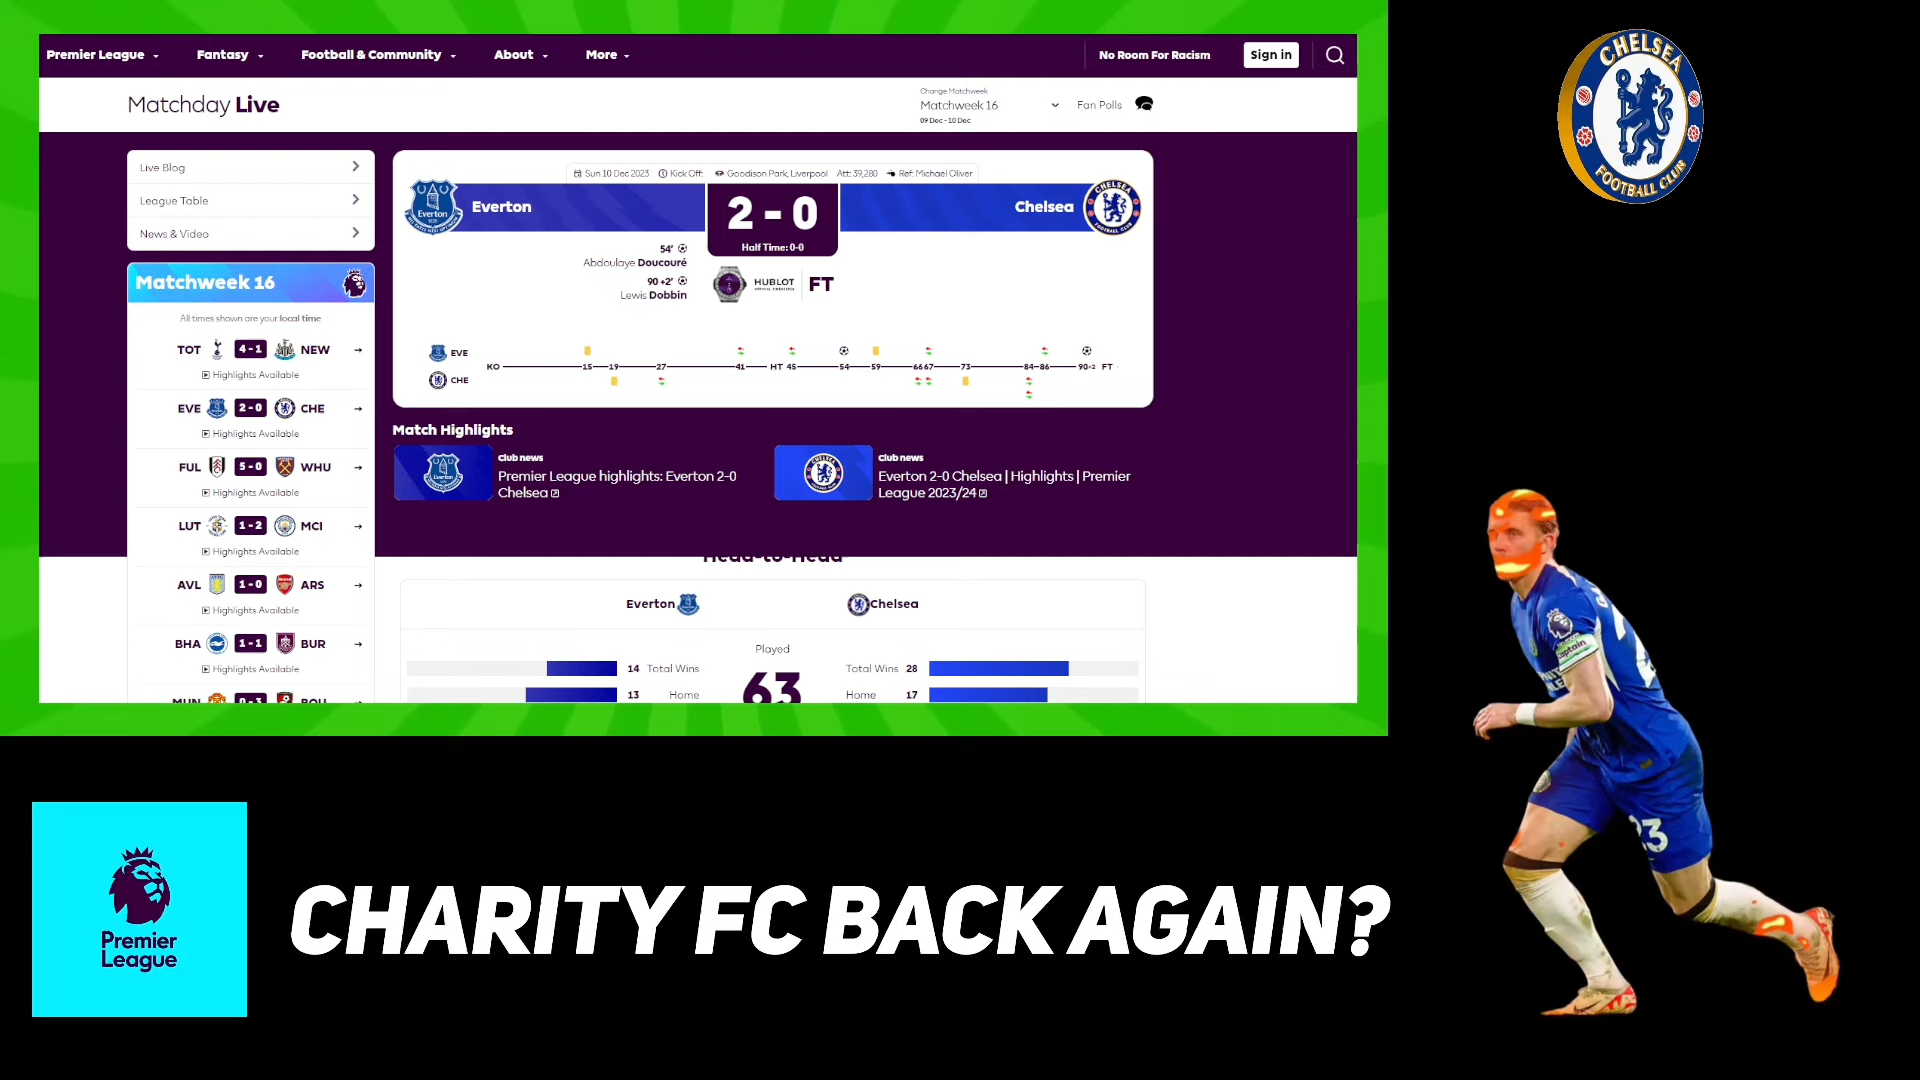 Premier League
Fantasy
Football & Community
About
More
No Room For Racism
Sign in
Matchday Live
Change Matchweek
Matchweek 16
09 Dec - 10 Dec
Fan Polls
Live Blog
League Table
News & Video
Matchweek 16
All times shown are your local time
TOT 4 - 1 NEW
Highlights Available
EVE 2 - 0 CHE
Highlights Available
FUL 5 - 0 WHU
Highlights Available
LUT 1 - 2 MCI
Highlights Available
AVL 1 - 0 ARS
Highlights Available
BHA 1 - 1 BUR
Highlights Available
MUN 0 - 3 BOU
Sun 10 Dec 2023 Kick Off: Goodison Park, Liverpool Att: 39,280 Ref: Michael Oliver
Everton 2 - 0 Chelsea
Half Time: 0-0
54'
Abdoulaye Doucouré
90 +2'
Lewis Dobbin
HUBLOT
FT
EVE
KO 15 19 27 41 HT 45 54 59 66 67 73 84 86 90+2 FT
CHE
Match Highlights
Club news
Premier League highlights: Everton 2-0
Chelsea
Club news
Everton 2-0 Chelsea | Highlights | Premier
League 2023/24
Head-to-Head
Everton
Chelsea
Played
63
14 Total Wins
Total Wins 28
13 Home
Home 17
CHELSEA
FOOTBALL CLUB
Captain
23
Premier
League
CHARITY FC BACK AGAIN?